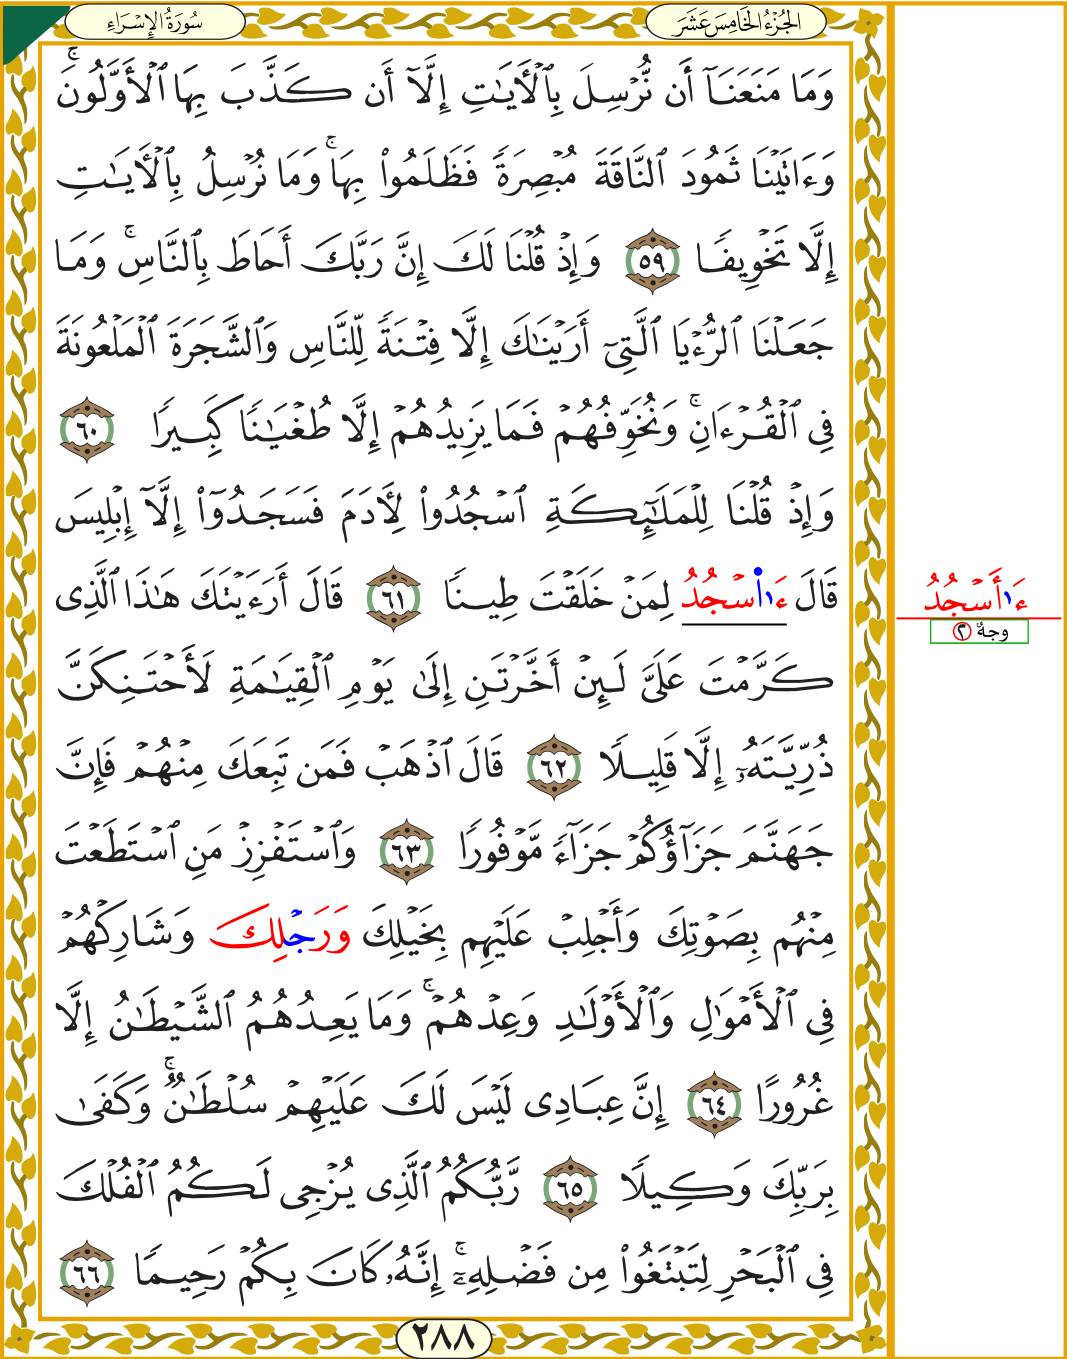 سُورَةُ الإِسْرَاءِ
الجُزْءُ الخَامِسَ عَشَرَ
وَمَا مَنَعَنَآ أَن نُّرْسِلَ بِٱلْأَيَٰتِ إِلَّآ أَن كَذَّبَ بِهَا ٱلْأَوَّلُونَۚ
وَءَاتَيْنَا ثَمُودَ ٱلنَّاقَةَ مُبْصِرَةً فَظَلَمُوا۟ بِهَاۚ وَمَا نُرْسِلُ بِٱلْأَيَٰتِ
إِلَّا تَخْوِيفًا ٥٩ وَإِذْ قُلْنَا لَكَ إِنَّ رَبَّكَ أَحَاطَ بِٱلنَّاسِۚ وَمَا
جَعَلْنَا ٱلرُّءْيَا ٱلَّتِىٓ أَرَيْنَٰكَ إِلَّا فِتْنَةً لِّلنَّاسِ وَٱلشَّجَرَةَ ٱلْمَلْعُونَةَ
فِى ٱلْقُرْءَانِۚ وَنُخَوِّفُهُمْ فَمَا يَزِيدُهُمْ إِلَّا طُغْيَٰنًا كَبِيرًا ٦٠
وَإِذْ قُلْنَا لِلْمَلَٰٓئِكَةِ ٱسْجُدُوا۟ لِأَدَمَ فَسَجَدُوٓا۟ إِلَّآ إِبْلِيسَ
قَالَ ءَا۬سْجُدُ لِمَنْ خَلَقْتَ طِينًا ٦١ قَالَ أَرَءَيْتَكَ هَٰذَا ٱلَّذِى
ءَا۬أَسْجُدُ
وجهٌ ٢
كَرَّمْتَ عَلَىَّ لَئِنْ أَخَّرْتَنِ إِلَىٰ يَوْمِ ٱلْقِيَٰمَةِ لَأَحْتَنِكَنَّ
ذُرِّيَّتَهُۥٓ إِلَّا قَلِيلًا ٦٢ قَالَ ٱذْهَبْ فَمَن تَبِعَكَ مِنْهُمْ فَإِنَّ
جَهَنَّمَ جَزَآؤُكُمْ جَزَآءً مَّوْفُورًا ٦٣ وَٱسْتَفْزِزْ مَنِ ٱسْتَطَعْتَ
مِنْهُم بِصَوْتِكَ وَأَجْلِبْ عَلَيْهِم بِخَيْلِكَ وَرَجْلِكَ وَشَارِكْهُمْ
فِى ٱلْأَمْوَٰلِ وَٱلْأَوْلَٰدِ وَعِدْهُمْۚ وَمَا يَعِدُهُمُ ٱلشَّيْطَٰنُ إِلَّا
غُرُورًا ٦٤ إِنَّ عِبَادِى لَيْسَ لَكَ عَلَيْهِمْ سُلْطَٰنٌۚ وَكَفَىٰ
بِرَبِّكَ وَكِيلًا ٦٥ رَّبُّكُمُ ٱلَّذِى يُزْجِى لَكُمُ ٱلْفُلْكَ
فِى ٱلْبَحْرِ لِتَبْتَغُوا۟ مِن فَضْلِهِۦٓۚ إِنَّهُۥ كَانَ بِكُمْ رَحِيمًا ٦٦
٢٨٨